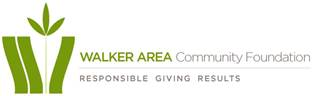 WALKER AREA Community Foundation
RESPONSIBLE GIVING RESULTS